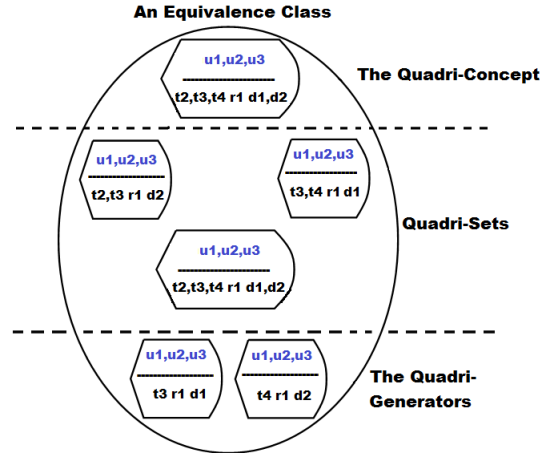 An Equivalence Class
u1,u2,u3
t2,t3,t4 r1 d1,d2
The Quadri-Concept
u1,u2,u3
t2,t3 r1 d2
u1,u2,u3
t3,t4 r1 d1
Quadri-Sets
u1,u2,u3
t2,t3,t4 r1 d1,d2
u1,u2,u3
t3 r1 d1
u1,u2,u3
t4 r1 d2
The Quadri-
Generators